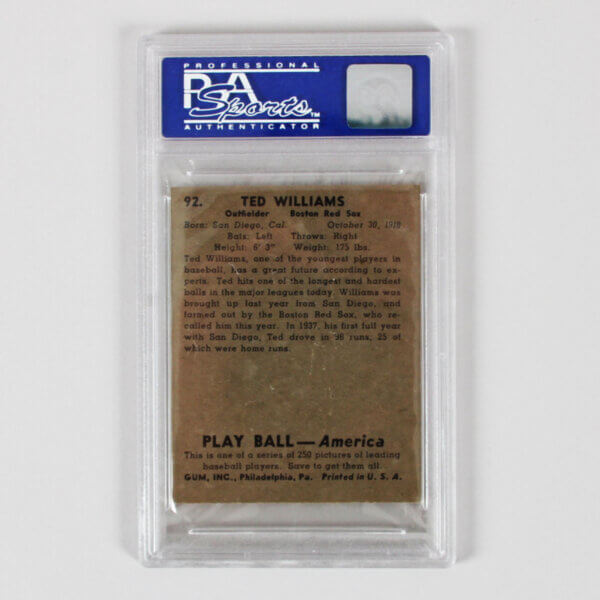 PROFESSIONAL
PSA
Sports™
AUTHENTICATOR
92. TED WILLIAMS
Outfielder Boston Red Sox
Born: San Diego, Cal. October 30, 1918
Bats: Left Throws: Right
Height: 6' 3" Weight: 175 lbs.
Ted Williams, one of the youngest players in
baseball, has a great future according to ex-
perts. Ted hits one of the longest and hardest
balls in the major leagues today. Williams was
brought up last year from San Diego, and
farmed out by the Boston Red Sox, who re-
called him this year. In 1937, his first full year
with San Diego, Ted drove in 98 runs; 25 of
which were home runs.
PLAY BALL — America
This is one of a series of 250 pictures of leading
baseball players. Save to get them all.
GUM, INC., Philadelphia, Pa. Printed in U. S. A.